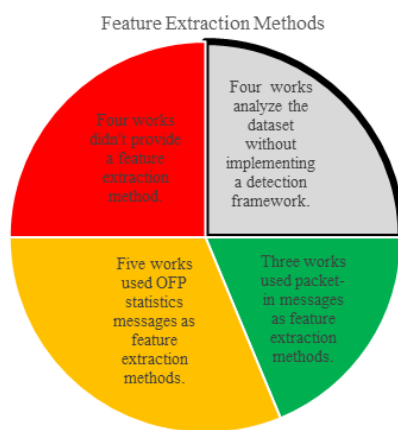 Feature Extraction Methods
Four works
analyze the
dataset
without
implementing
a detection
framework.
Four works
didn't provide
a feature
extraction
method.
Three works
used packet-
in messages
as feature
extraction
methods.
Five works
used OFP
statistics
messages as
feature
extraction
methods.